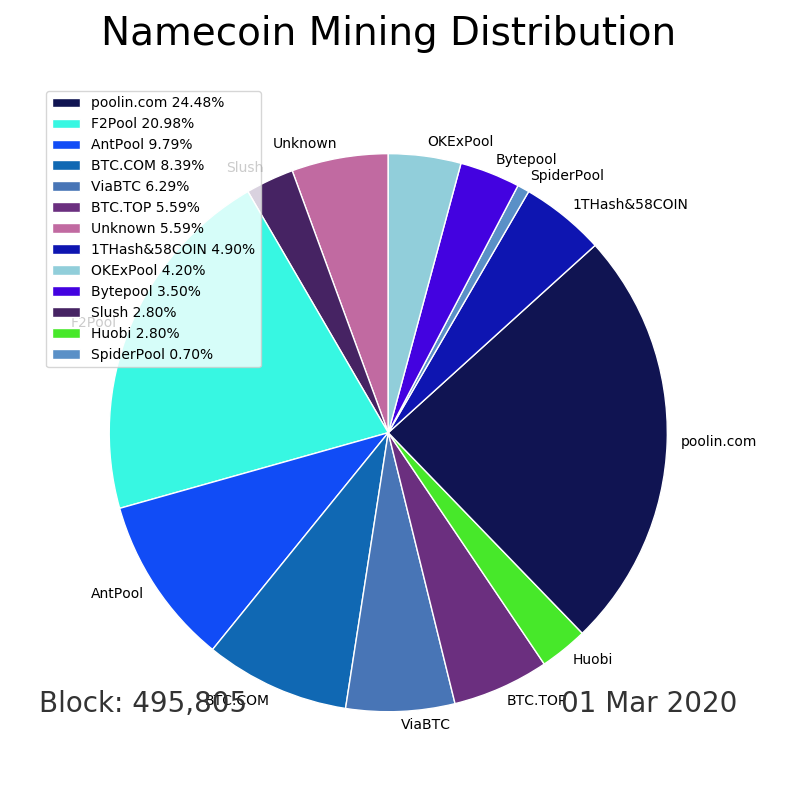 Namecoin Mining Distribution
poolin.com 24.48%
F2Pool 20.98%
AntPool 9.79%
BTC.COM 8.39%
ViaBTC 6.29%
BTC.TOP 5.59%
Unknown 5.59%
1THash&58COIN 4.90%
OKExPool 4.20%
Bytepool 3.50%
Slush 2.80%
Huobi 2.80%
SpiderPool 0.70%
Unknown
OKExPool
Bytepool
SpiderPool
Slush
1THash&58COIN
F2Pool
poolin.com
AntPool
Huobi
BTC.COM
BTC.TOP
ViaBTC
Block: 495,805
01 Mar 2020